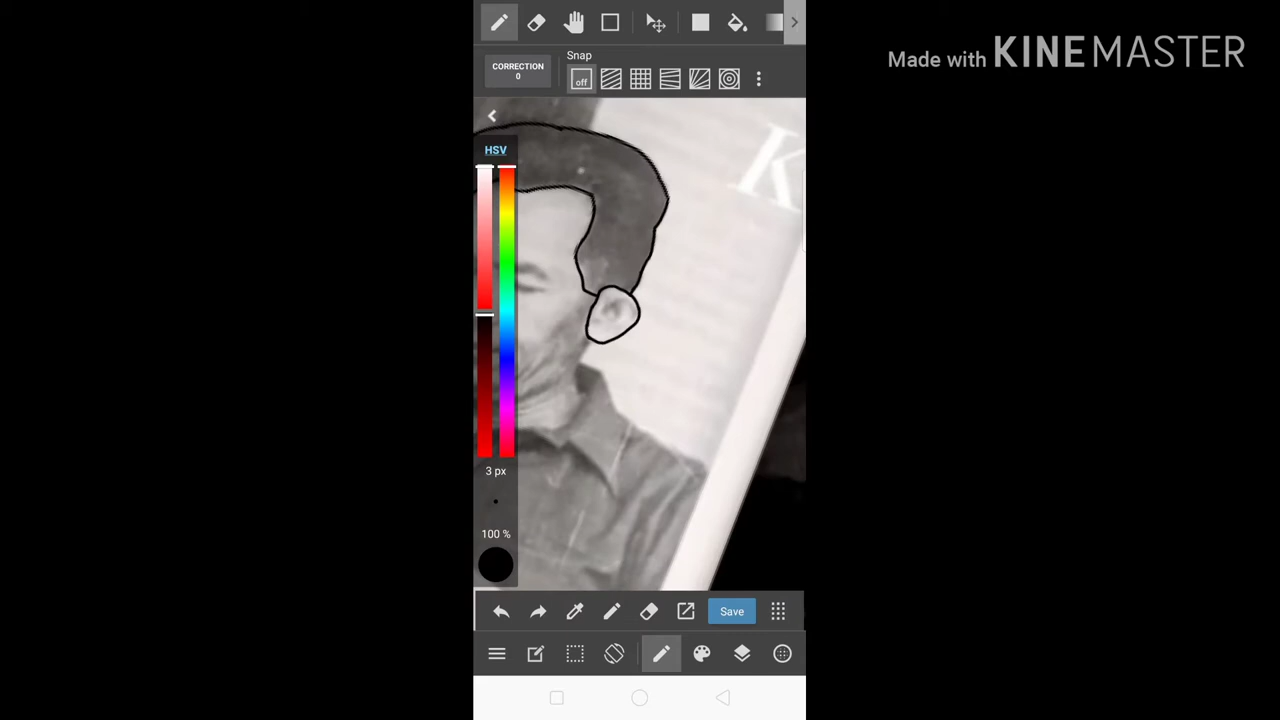 Made with KINEMASTER
Snap
CORRECTION
0
off
HSV
K
3 px
100 %
Save